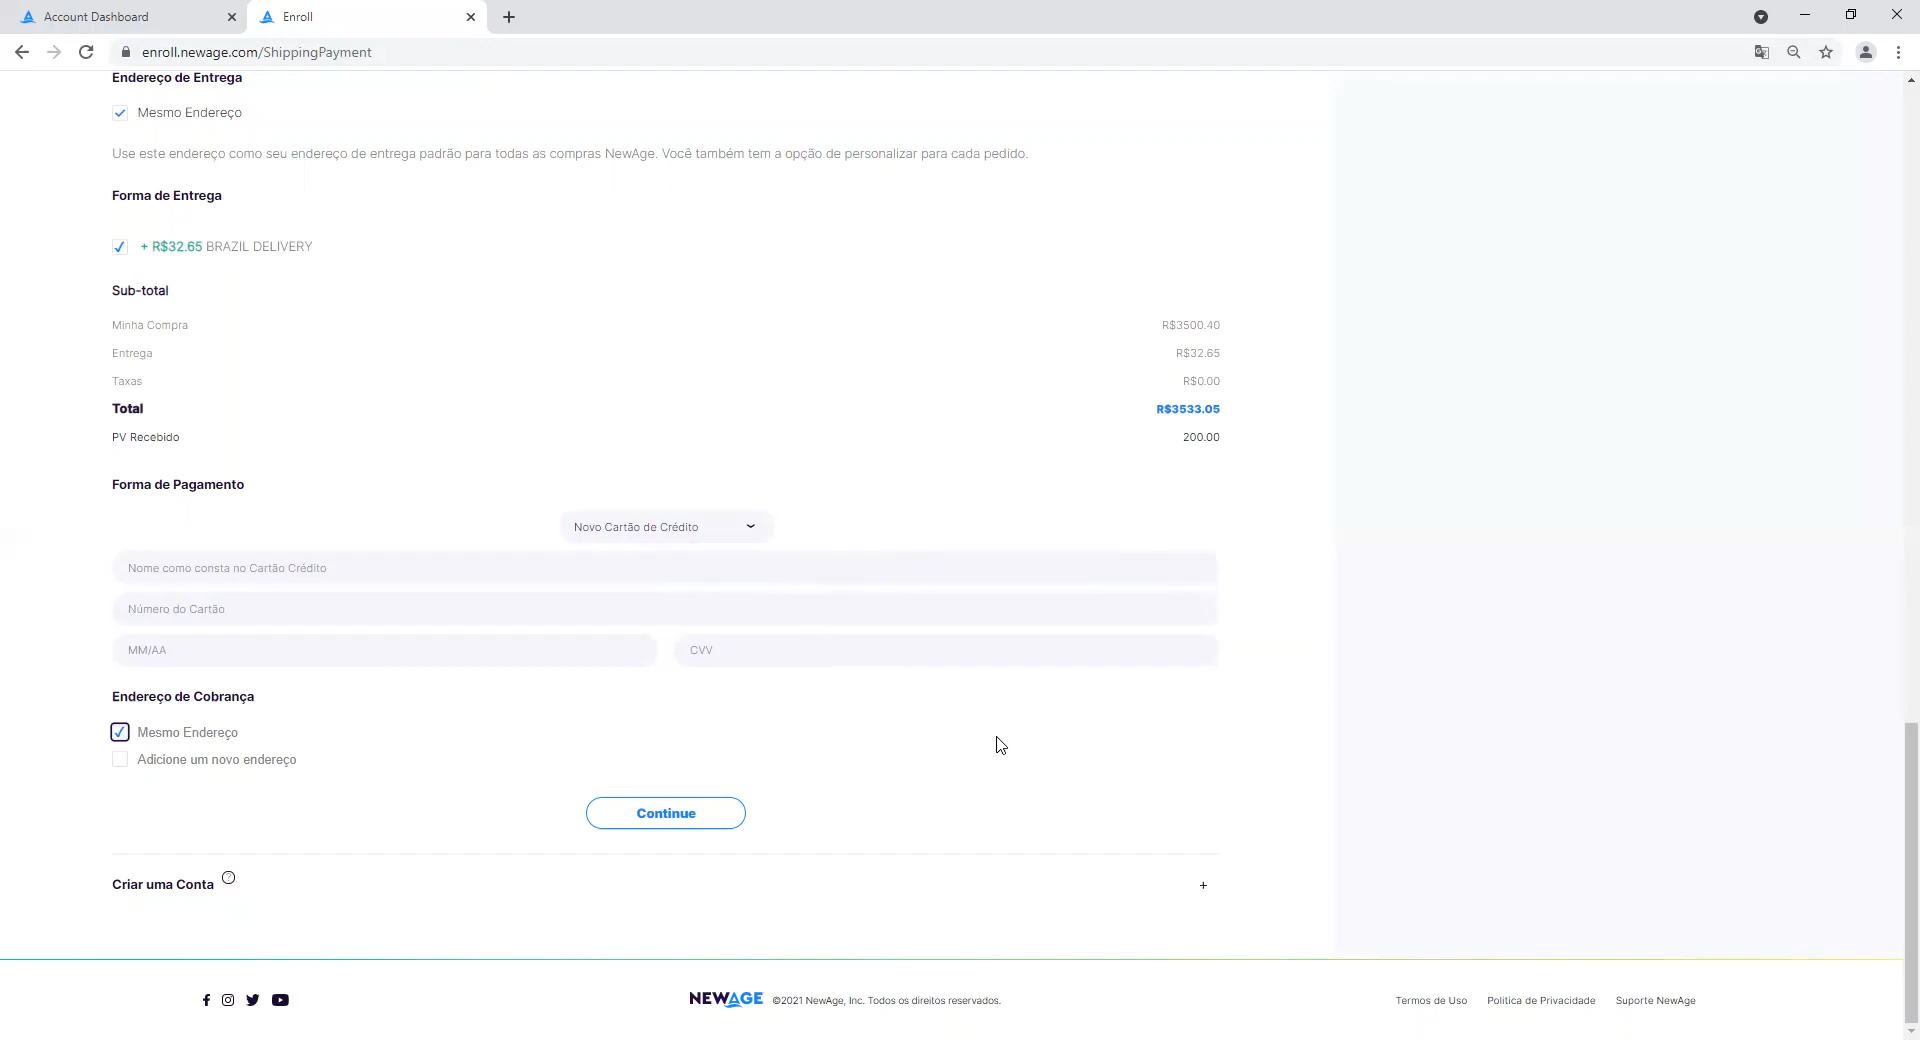 Account Dashboard
Enroll
enroll.newage.com/ShippingPayment
Endereço de Entrega
Mesmo Endereço
Use este endereço como seu endereço de entrega padrão para todas as compras NewAge. Você também tem a opção de personalizar para cada pedido.
Forma de Entrega
+ R$32.65 BRAZIL DELIVERY
Sub-total
Minha Compra R$3500.40
Entrega R$32.65
Taxas R$0.00
Total R$3533.05
PV Recebido 200.00
Forma de Pagamento
Novo Cartão de Crédito
Nome como consta no Cartão Crédito
Número do Cartão
MM/AA CVV
Endereço de Cobrança
Mesmo Endereço
Adicione um novo endereço
Continue
Criar uma Conta ? +
NEWAGE ©2021 NewAge, Inc. Todos os direitos reservados. Termos de Uso Politica de Privacidade Suporte NewAge